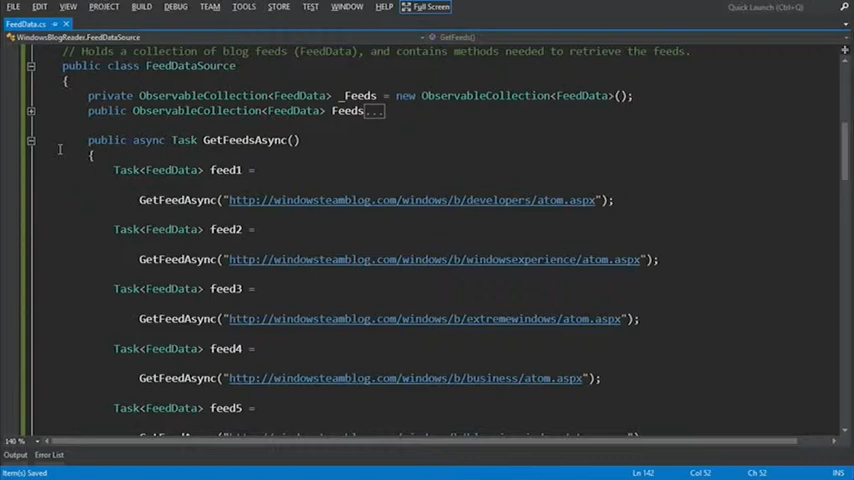 FILE EDIT VIEW PROJECT BUILD DEBUG TEAM TOOLS STORE TEST WINDOW HELP Full Screen Quick Launch (Ctrl+Q)
FeedData.cs
WindowsBlogReader.FeedDataSource GetFeeds()
// Holds a collection of blog feeds (FeedData), and contains methods needed to retrieve the feeds.
public class FeedDataSource
{
private ObservableCollection<FeedData> _Feeds = new ObservableCollection<FeedData>();
public ObservableCollection<FeedData> Feeds...
public async Task GetFeedsAsync()
{
Task<FeedData> feed1 =
GetFeedAsync("http://windowsteamblog.com/windows/b/developers/atom.aspx");
Task<FeedData> feed2 =
GetFeedAsync("http://windowsteamblog.com/windows/b/windowsexperience/atom.aspx");
Task<FeedData> feed3 =
GetFeedAsync("http://windowsteamblog.com/windows/b/extremewindows/atom.aspx");
Task<FeedData> feed4 =
GetFeedAsync("http://windowsteamblog.com/windows/b/business/atom.aspx");
Task<FeedData> feed5 =
140 %
Output Error List
Item(s) Saved Ln 142 Col 52 Ch 52 INS